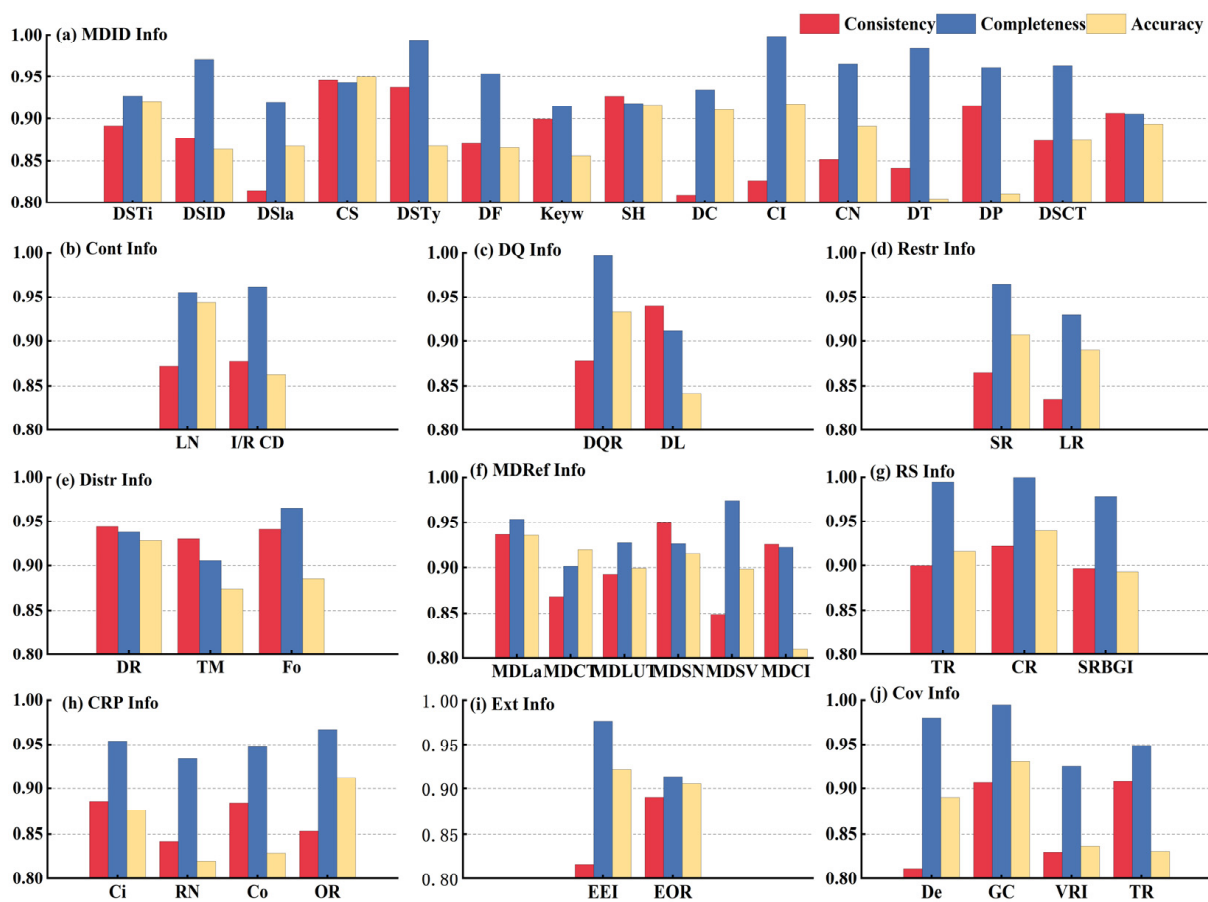 Consistency Completeness Accuracy
(a) MDID Info
1.00
0.95
0.90
0.85
0.80
DSTi DSID DSla CS DSTy DF Keyw SH DC CI CN DT DP DSCT
(b) Cont Info
1.00
0.95
0.90
0.85
0.80
LN I/R CD
(c) DQ Info
1.00
0.95
0.90
0.85
0.80
DQR DL
(d) Restr Info
1.00
0.95
0.90
0.85
0.80
SR LR
(e) Distr Info
1.00
0.95
0.90
0.85
0.80
DR TM Fo
(f) MDRef Info
1.00
0.95
0.90
0.85
0.80
MDLa MDCT MDLUT MDSN MDSV MDCI
(g) RS Info
1.00
0.95
0.90
0.85
0.80
TR CR SRBGI
(h) CRP Info
1.00
0.95
0.90
0.85
0.80
Ci RN Co OR
(i) Ext Info
1.00
0.95
0.90
0.85
0.80
EEI EOR
(j) Cov Info
1.00
0.95
0.90
0.85
0.80
De GC VRI TR